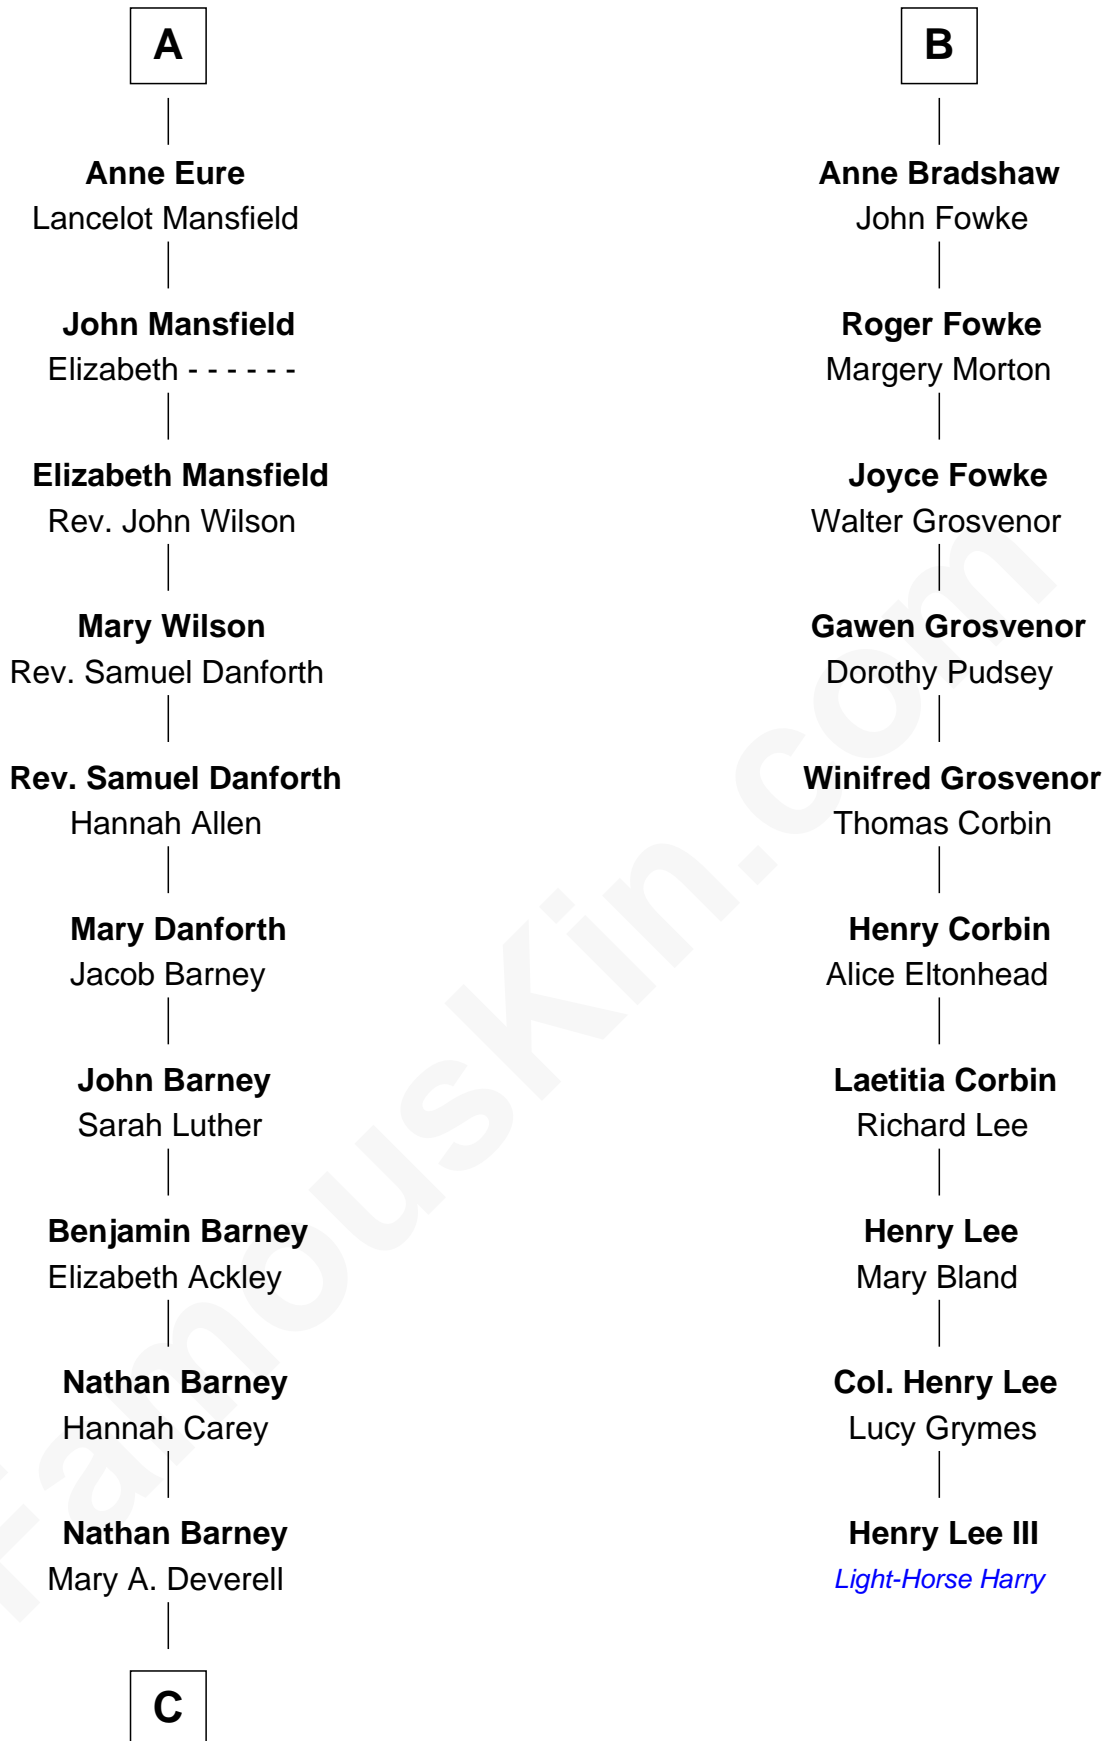 A
Anne Eure
Lancelot Mansfield
John Mansfield
Elizabeth - - - - - -
Elizabeth Mansfield
Rev. John Wilson
Mary Wilson
Rev. Samuel Danforth
Rev. Samuel Danforth
Hannah Allen
Mary Danforth
Jacob Barney
John Barney
Sarah Luther
Benjamin Barney
Elizabeth Ackley
Nathan Barney
Hannah Carey
Nathan Barney
Mary A. Deverell
C
B
Anne Bradshaw
John Fowke
Roger Fowke
Margery Morton
Joyce Fowke
Walter Grosvenor
Gawen Grosvenor
Dorothy Pudsey
Winifred Grosvenor
Thomas Corbin
Henry Corbin
Alice Eltonhead
Laetitia Corbin
Richard Lee
Henry Lee
Mary Bland
Col. Henry Lee
Lucy Grymes
Henry Lee III
Light-Horse Harry
FamousKin.com